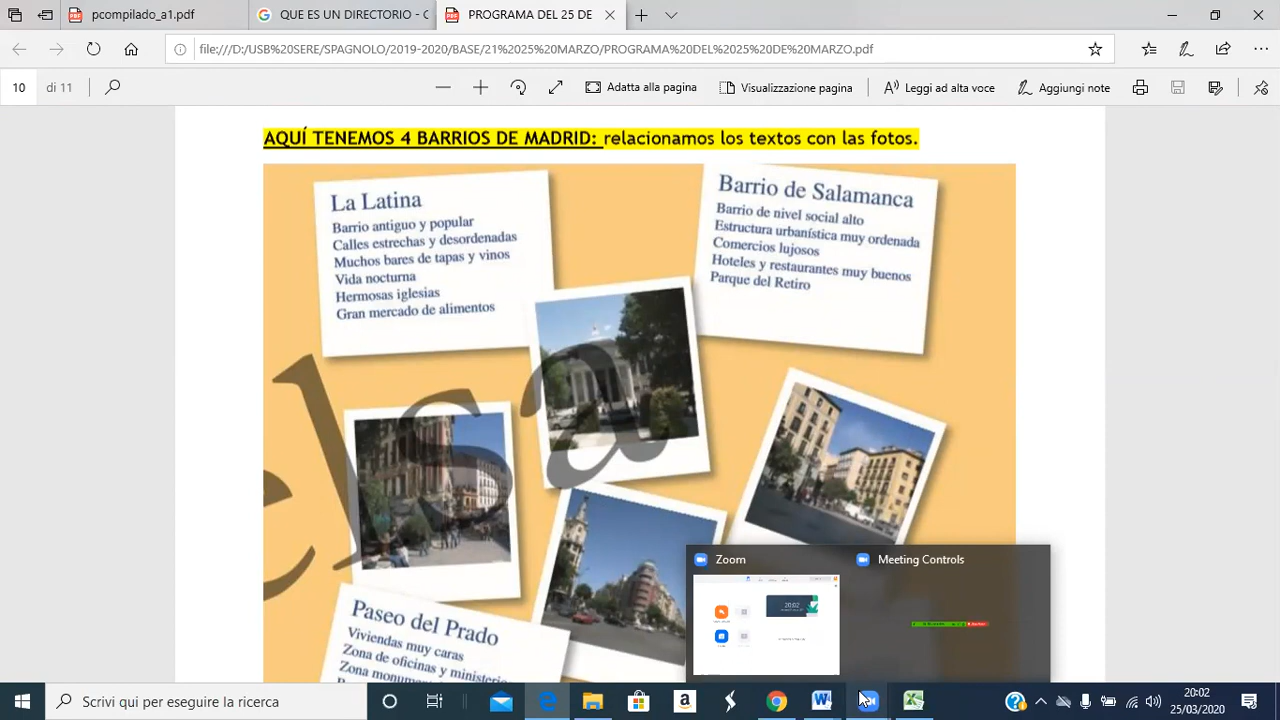 pcompilado_a1.pdf
QUE ES UN DIRECTORIO - G
PROGRAMA DEL 25 DE
file:///D:/USB%20SERE/SPAGNOLO/2019-2020/BASE/21%2025%20MARZO/PROGRAMA%20DEL%2025%20DE%20MARZO.pdf
10 di 11
Adatta alla pagina
Visualizzazione pagina
Leggi ad alta voce
Aggiungi note
AQUÍ TENEMOS 4 BARRIOS DE MADRID: relacionamos los textos con las fotos.
La Latina
Barrio antiguo y popular
Calles estrechas y desordenadas
Muchos bares de tapas y vinos
Vida nocturna
Hermosas iglesias
Gran mercado de alimentos
Barrio de Salamanca
Barrio de nivel social alto
Estructura urbanística muy ordenada
Comercios lujosos
Hoteles y restaurantes muy buenos
Parque del Retiro
elsa
Paseo del Prado
Viviendas muy caras
Zona de oficinas y ministerio
Zona monum
Zoom
Meeting Controls
20:02
Scrivi qui per eseguire la ricerca
20:02
25/03/2020